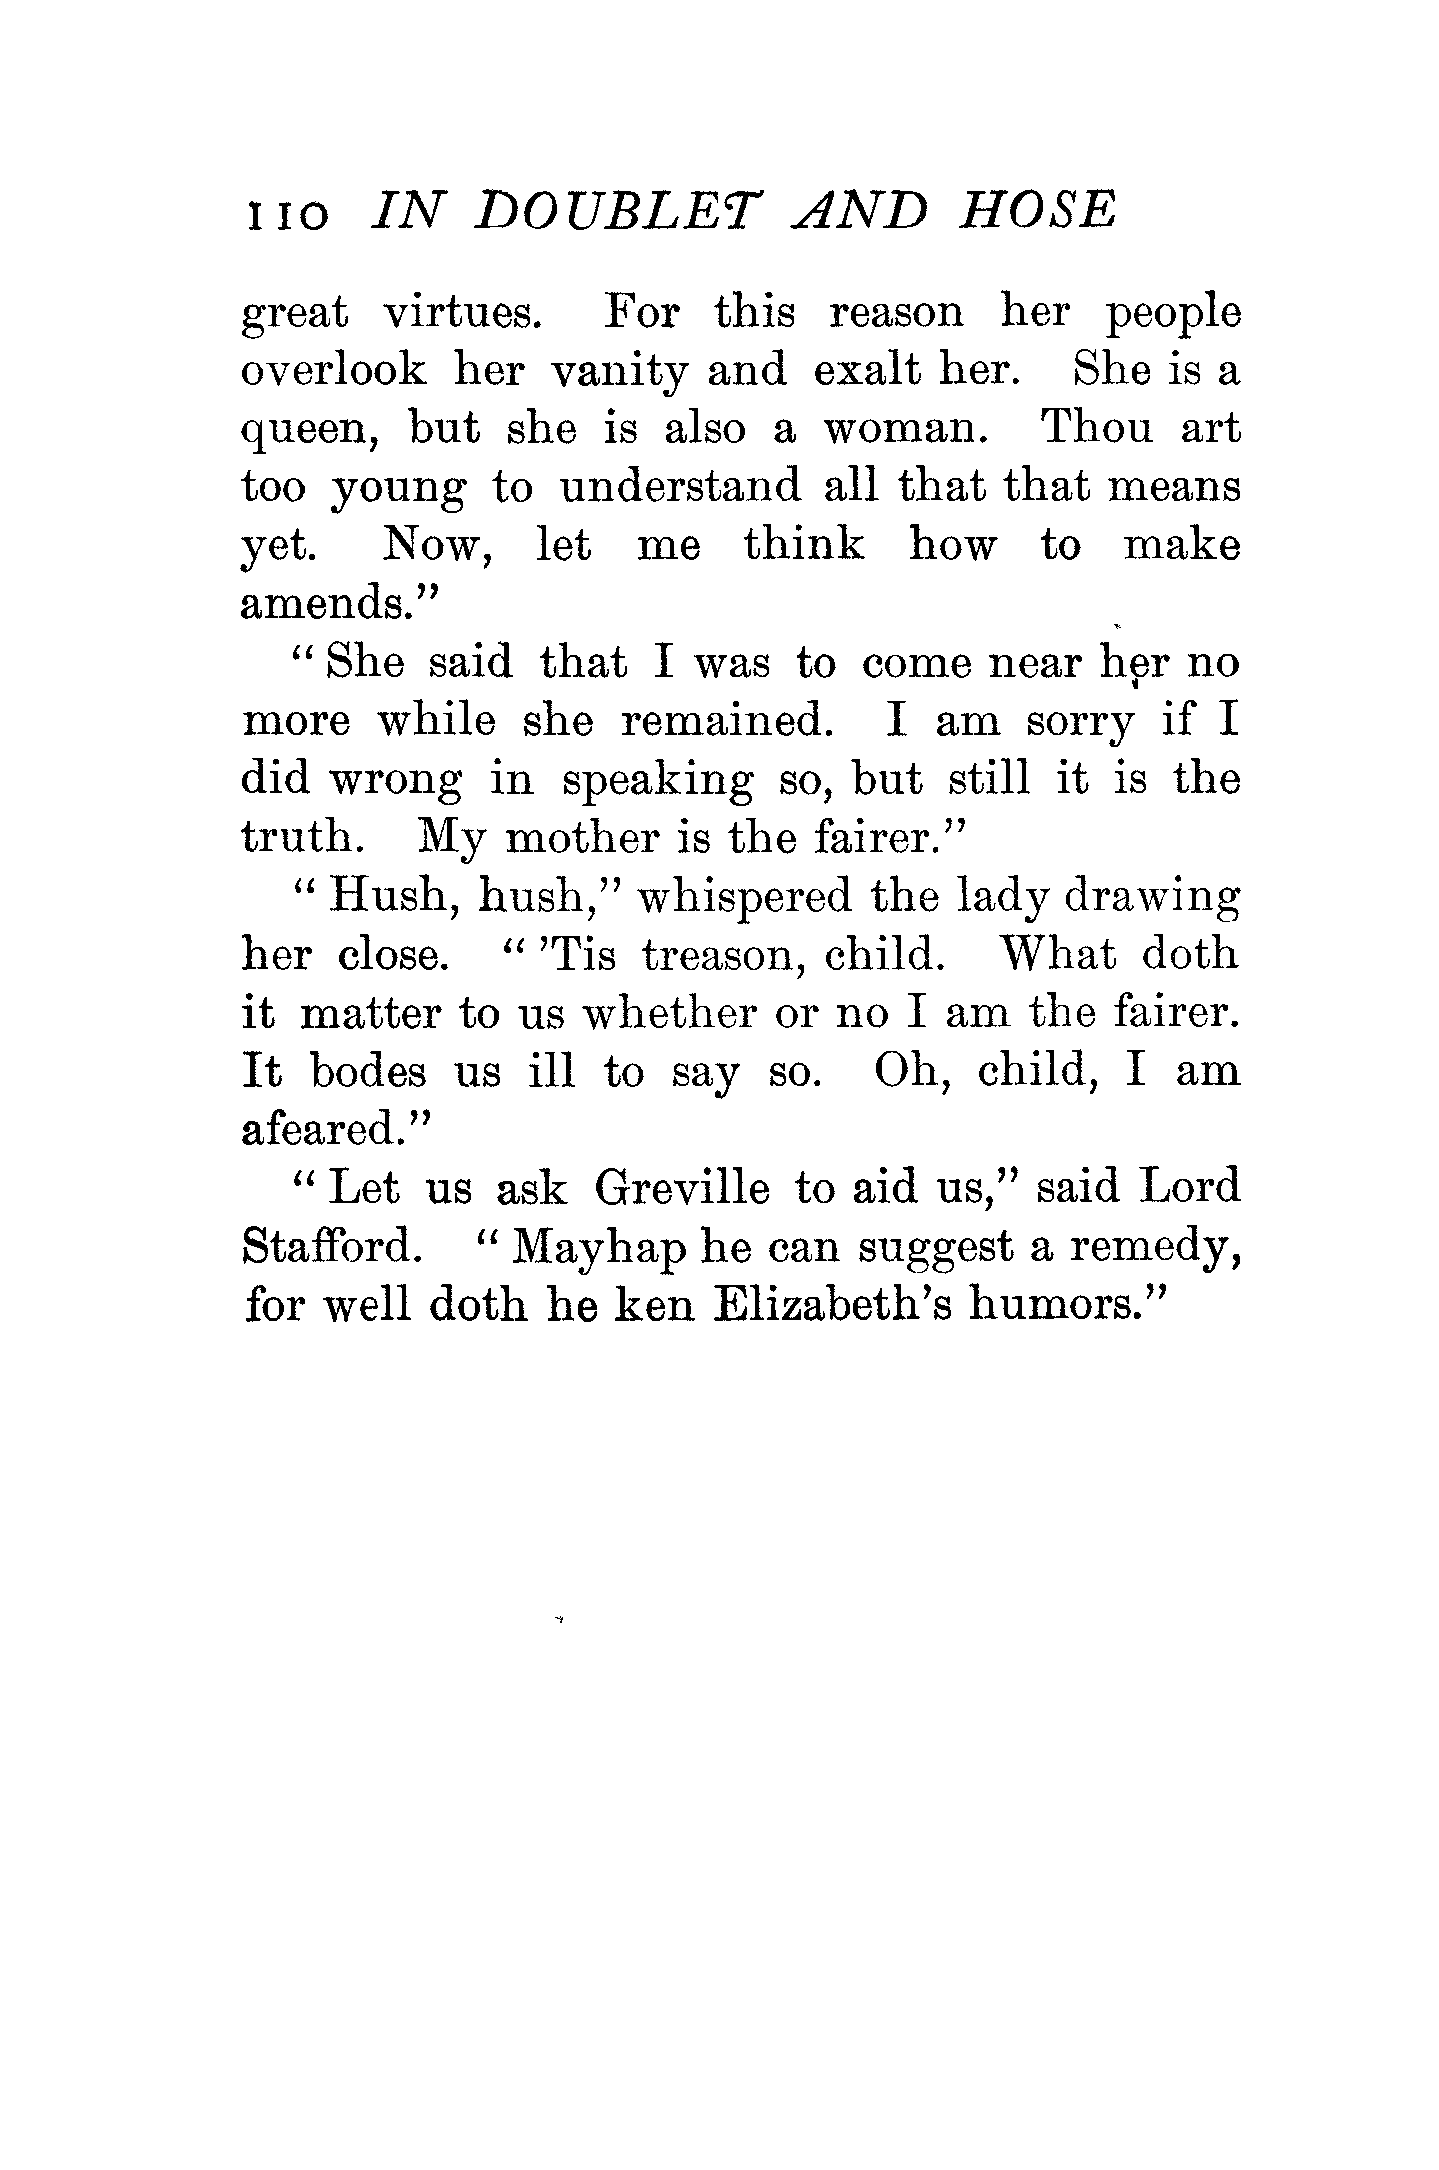 110 IN DOUBLET AND HOSE
great virtues. For this reason her people
overlook her vanity and exalt her. She is a
queen, but she is also a woman. Thou art
too young to understand all that that means
yet. Now, let me think how to make
amends.”
“ She said that I was to come near her no
more while she remained. I am sorry if I
did wrong in speaking so, but still it is the
truth. My mother is the fairer.”
“ Hush, hush,” whispered the lady drawing
her close. “ ’Tis treason, child. What doth
it matter to us whether or no I am the fairer.
It bodes us ill to say so. Oh, child, I am
afeared.”
“ Let us ask Greville to aid us,” said Lord
Stafford. “ Mayhap he can suggest a remedy,
for well doth he ken Elizabeth’s humors.”